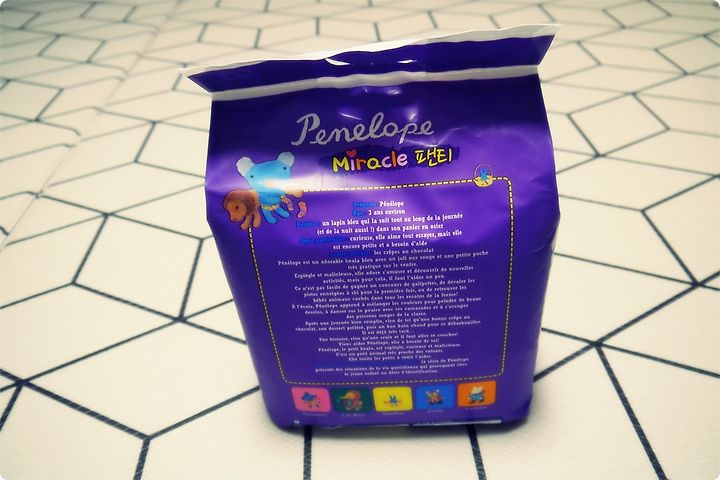 Penelope
Miracle 팬티
Prénom : Pénélope
Age : 3 ans environ
Doudou : un lapin bleu qui la suit tout au long de la journée
(et de la nuit aussi !) dans son panier en osier
Signes particuliers : curieuse, elle aime tout essayer, mais elle
est encore petite et a besoin d'aide
les crêpes au chocolat
Pénélope est un adorable koala bleu avec un joli nez rouge et une petite poche
très pratique sur le ventre.
Espiègle et malicieuse, elle adore s'amuser et découvrir de nouvelles
activités, mais pour cela, il faut l'aider un peu.
Ce n'est pas facile de gagner un concours de galipettes, de dévaler les
pistes enneigées à ski pour la première fois, ou de retrouver les
bébés animaux cachés dans tous les recoins de la ferme!
A l'école, Pénélope apprend à mélanger les couleurs pour peindre de beaux
dessins, à danser sur la poutre avec ses camarades et à s'occuper
des poissons rouges de la classe.
Après une journée bien remplie, rien de tel qu'une bonne crêpe au
chocolat, son dessert préféré, puis un bon bain chaud pour se débarbouiller.
Il est déjà très tard...
Une histoire, rien qu'une seule et il faut aller se coucher!
Viens aider Pénélope, elle a besoin de toi!
Pénélope, le petit koala, est espiègle, curieuse et malicieuse.
C'est un petit animal très proche des enfants.
Elle invite les petits à venir l'aider.
la série de Pénélope
présente des situations de la vie quotidienne qui provoquent chez
le jeune enfant un désir d'identification.